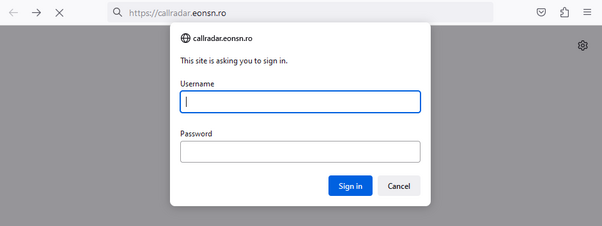 https://callradar.eonsn.ro
callradar.eonsn.ro
This site is asking you to sign in.
Username
Password
Sign in
Cancel